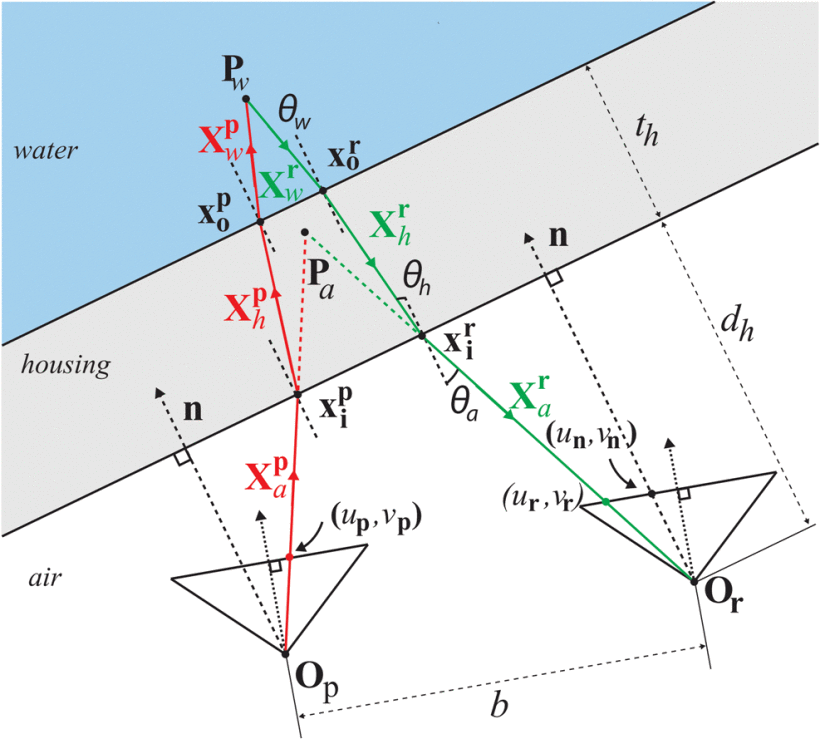 P_w
θ_w
t_h
water
X_w^p
X_w^r
x_o^r
x_o^p
X_h^r
n
P_a
θ_h
X_h^p
d_h
housing
x_i^r
x_i^p
n
θ_a
X_a^r
(u_n,v_n)
X_a^p
(u_r,v_r)
(u_p,v_p)
air
O_r
O_p
b